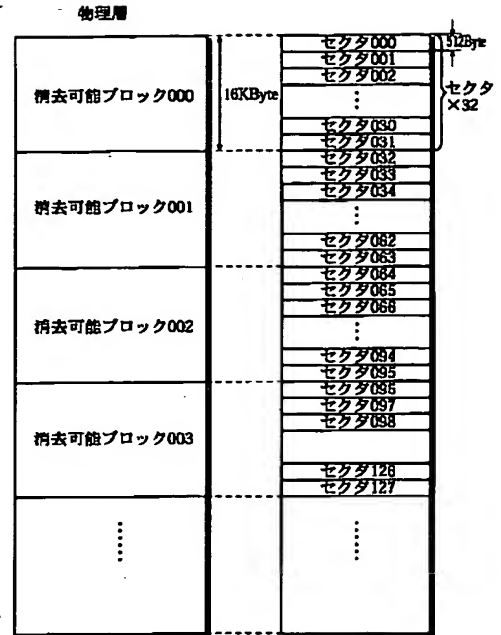 物理層
消去可能ブロック000
消去可能ブロック001
消去可能ブロック002
消去可能ブロック003
16KByte
セクタ000
セクタ001
セクタ002
セクタ030
セクタ031
セクタ032
セクタ033
セクタ034
セクタ062
セクタ063
セクタ064
セクタ065
セクタ066
セクタ094
セクタ095
セクタ096
セクタ097
セクタ098
セクタ126
セクタ127
512Byte
セクタ
×32